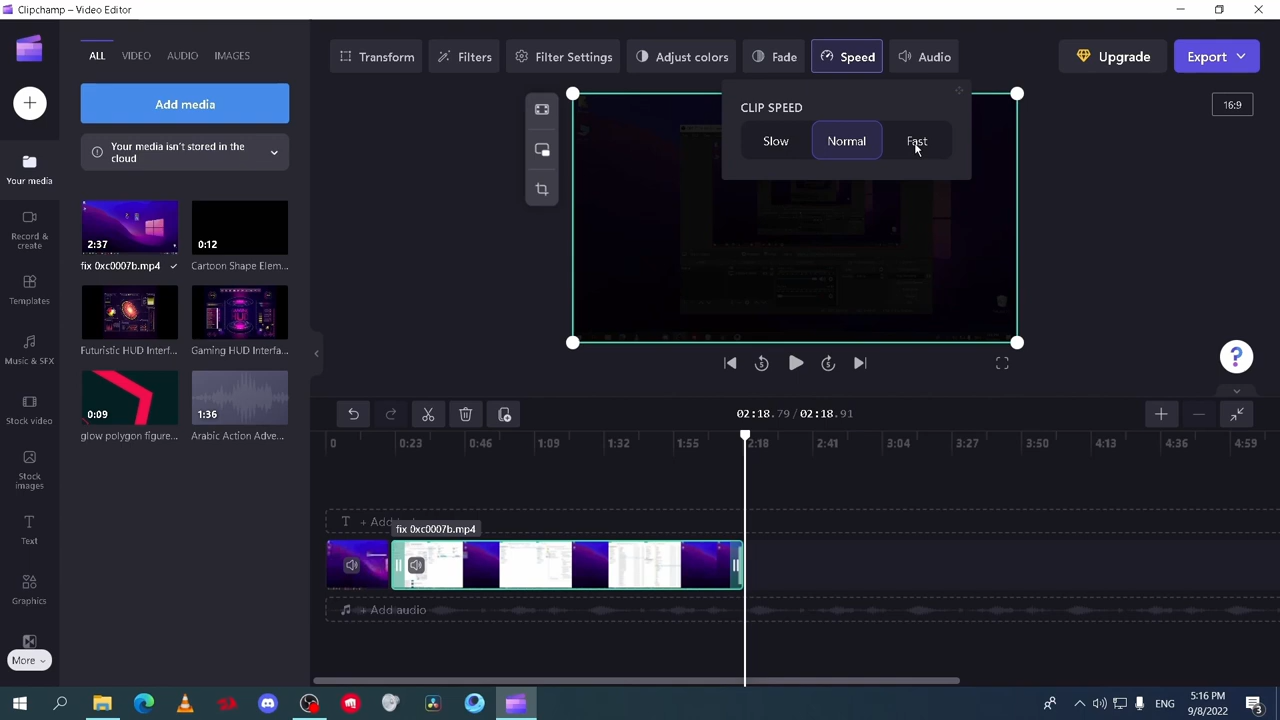 Clipchamp - Video Editor
ALL VIDEO AUDIO IMAGES
Transform Filters Filter Settings Adjust colors Fade Speed Audio
Upgrade Export
Add media
Your media isn't stored in the
cloud
CLIP SPEED
Slow Normal Fast
16:9
Your media
Record &
create
Templates
Music & SFX
Stock video
Stock
images
Text
Graphics
More
2:37
fix 0xc0007b.mp4
0:12
Cartoon Shape Elem...
Futuristic HUD Interf...
Gaming HUD Interfa...
0:09
glow polygon figure...
1:36
Arabic Action Adve...
5 5
?
02:18.79 / 02:18.91
0 0:23 0:46 1:09 1:32 1:55 2:18 2:41 3:04 3:27 3:50 4:13 4:36 4:59
T + Add
fix 0xc0007b.mp4
+ Add audio
ENG
5:16 PM
9/8/2022
3